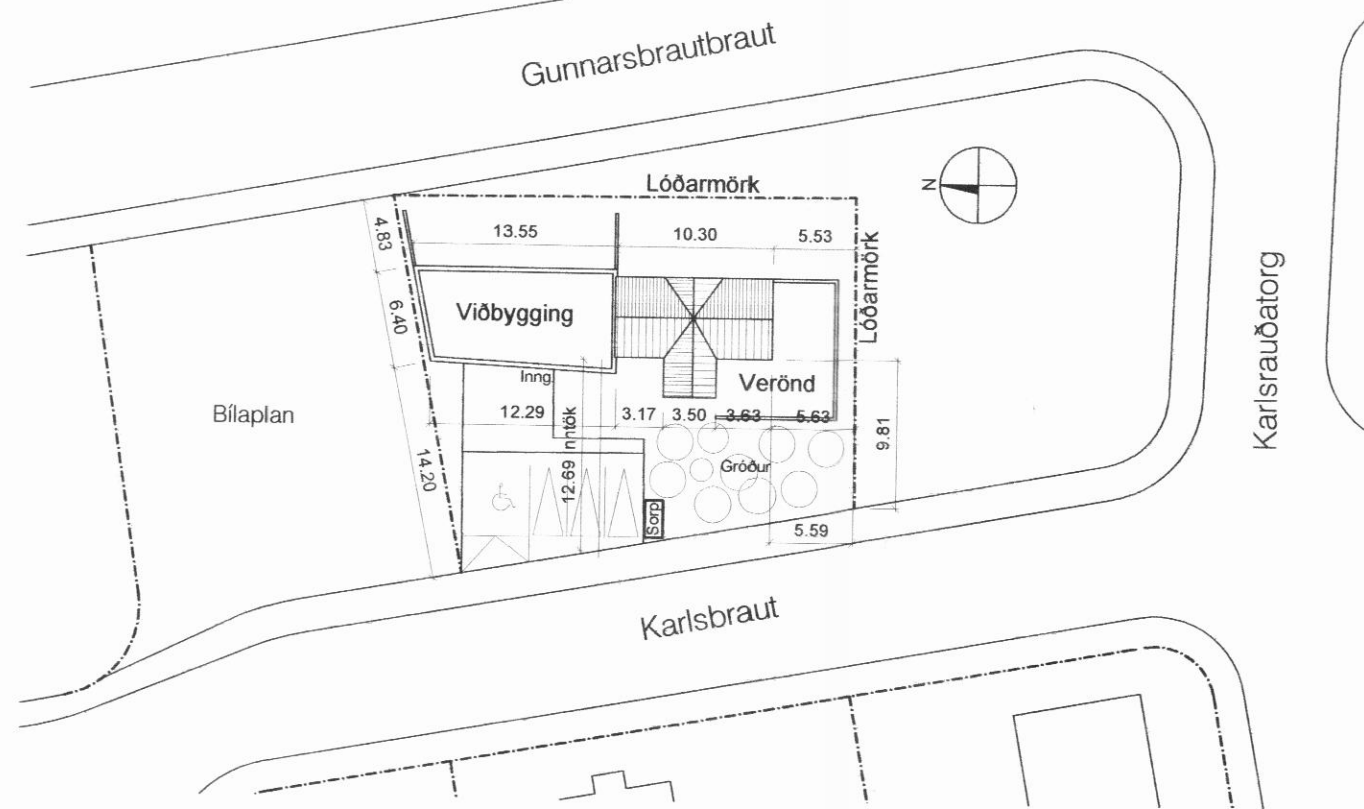 Gunnarsbrautbraut
Lóðarmörk
N
4.83
13.55
10.30
5.53
Lóðarmörk
Karlsrauðatorg
6.40
Viðbygging
Inng
Verönd
Bílaplan
12.29
3.17
3.50
3.63
5.63
9.81
Inntök
14.20
12.69
Gróður
Sorp
5.59
Karlsbraut